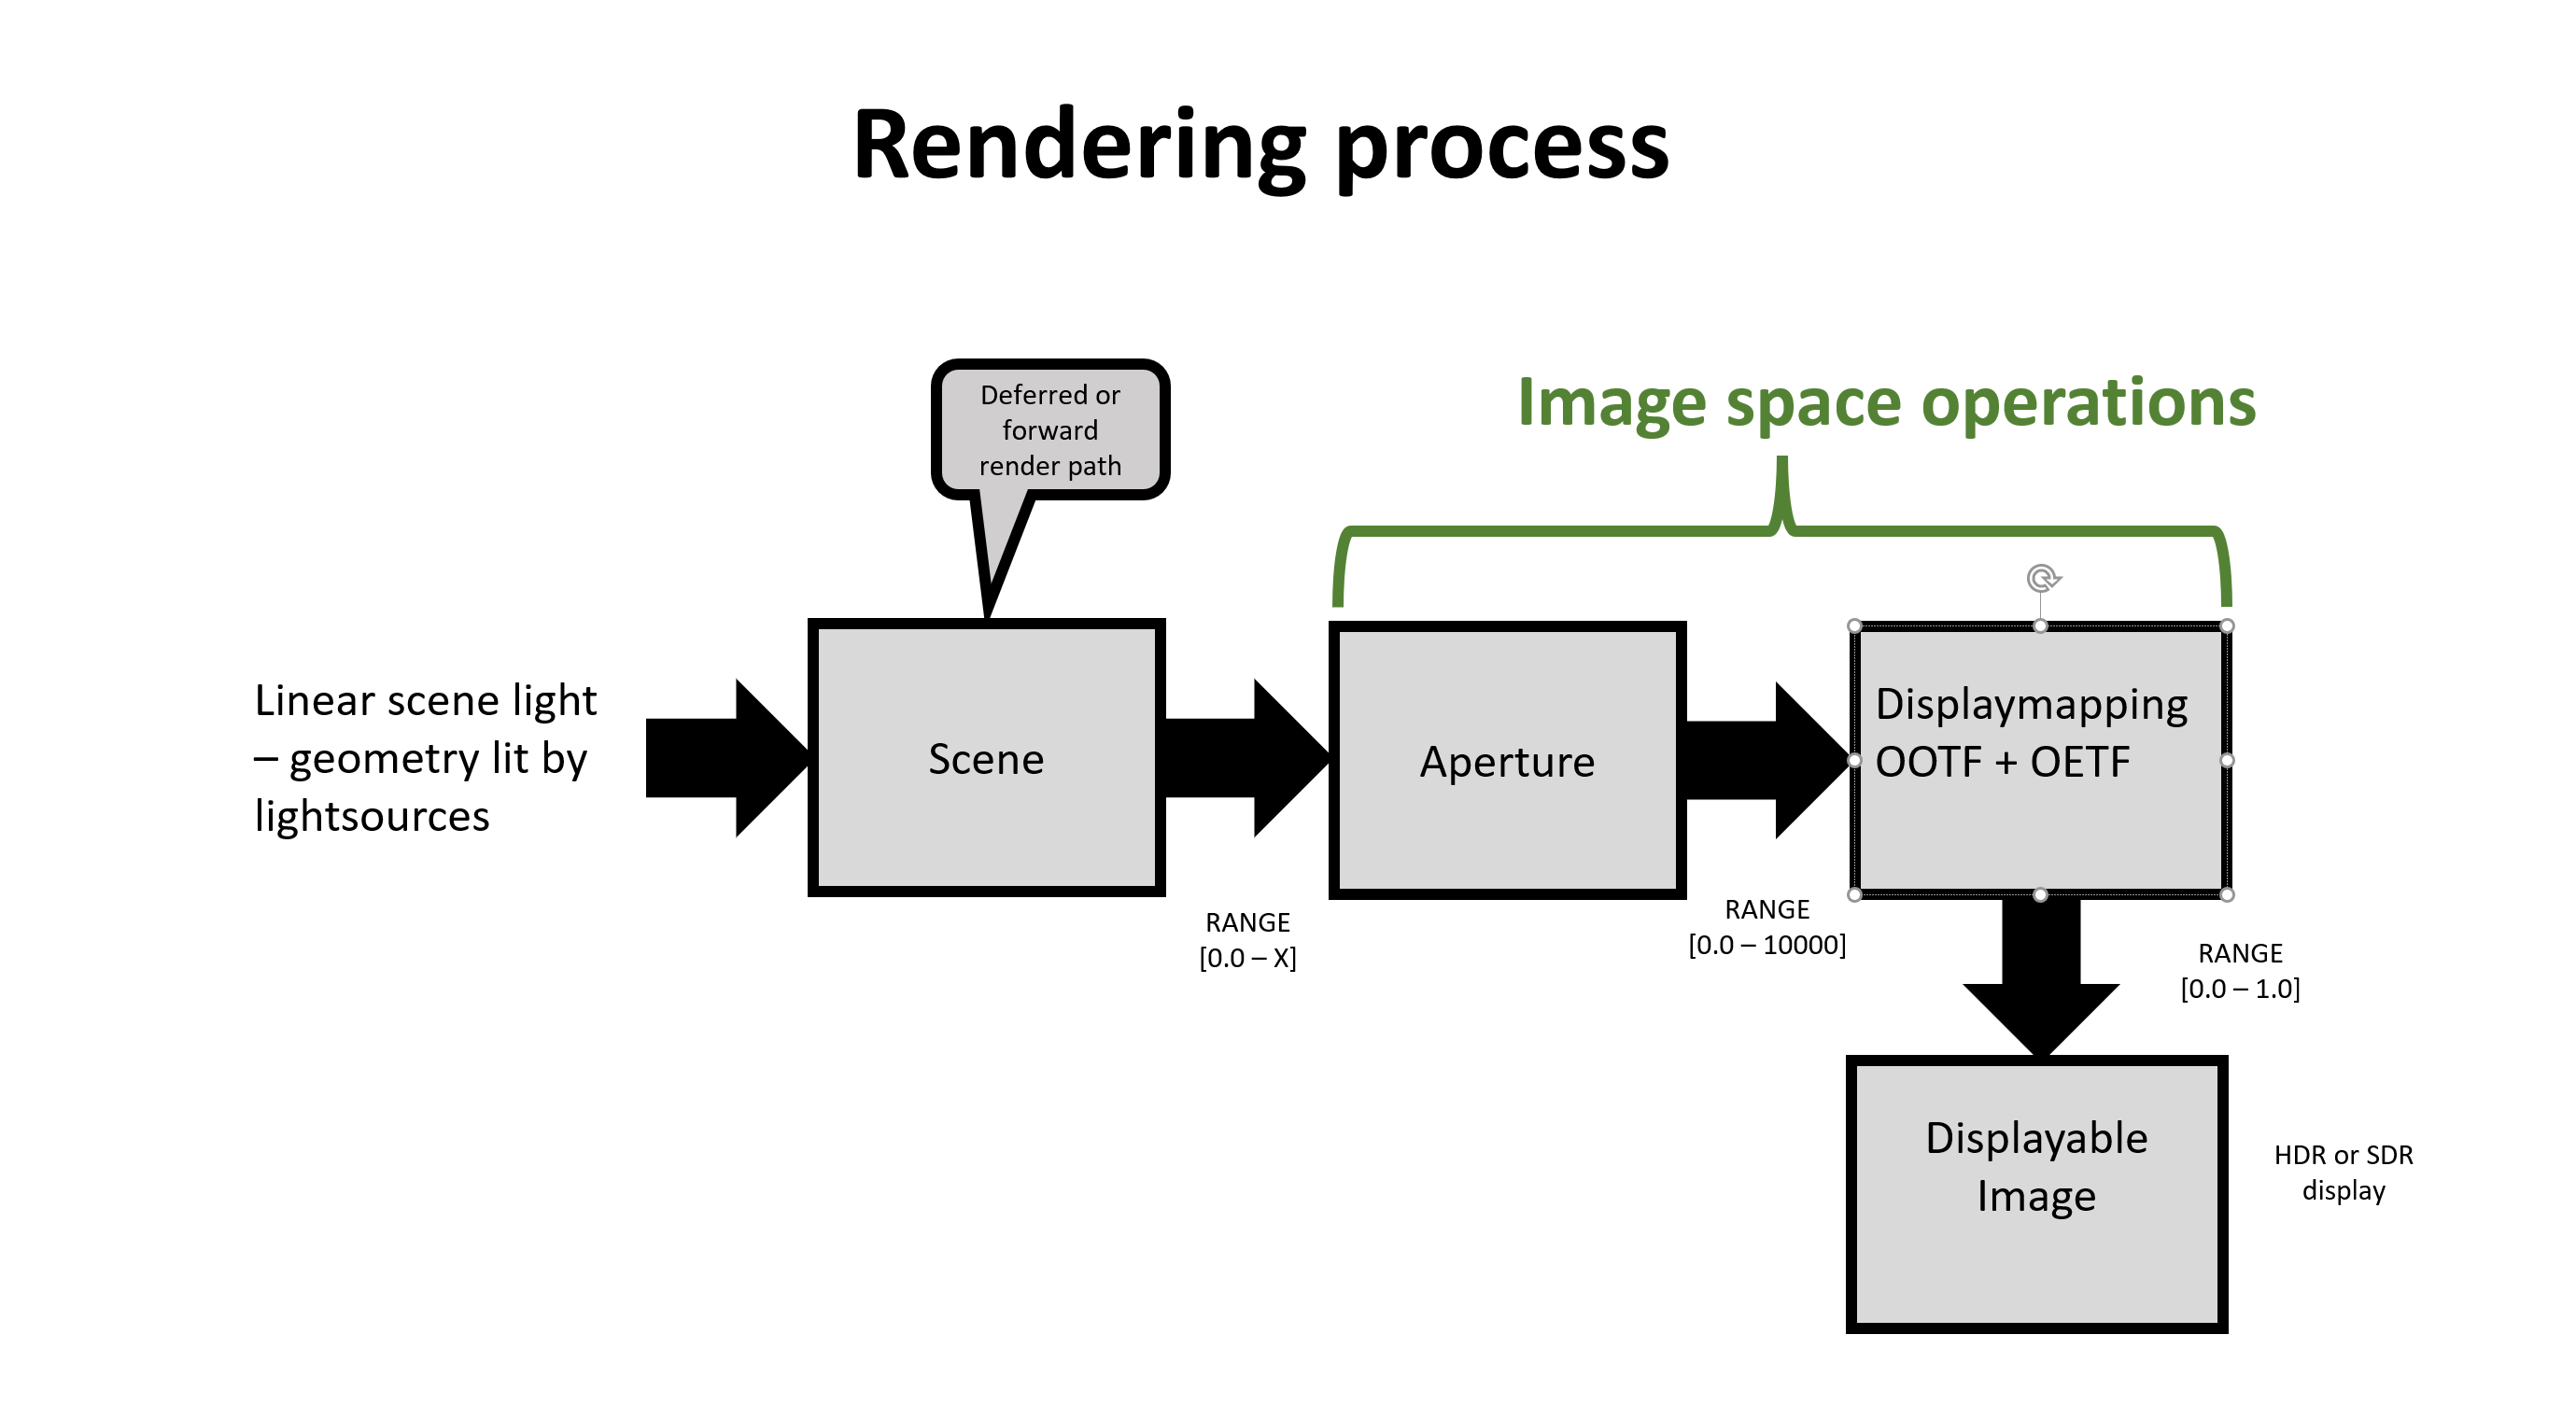 Rendering process
Deferred or
forward
render path
Image space operations
Linear scene light
– geometry lit by
lightsources
Scene
Aperture
Displaymapping
OOTF + OETF
RANGE
[0.0 – X]
RANGE
[0.0 – 10000]
RANGE
[0.0 – 1.0]
Displayable
Image
HDR or SDR
display